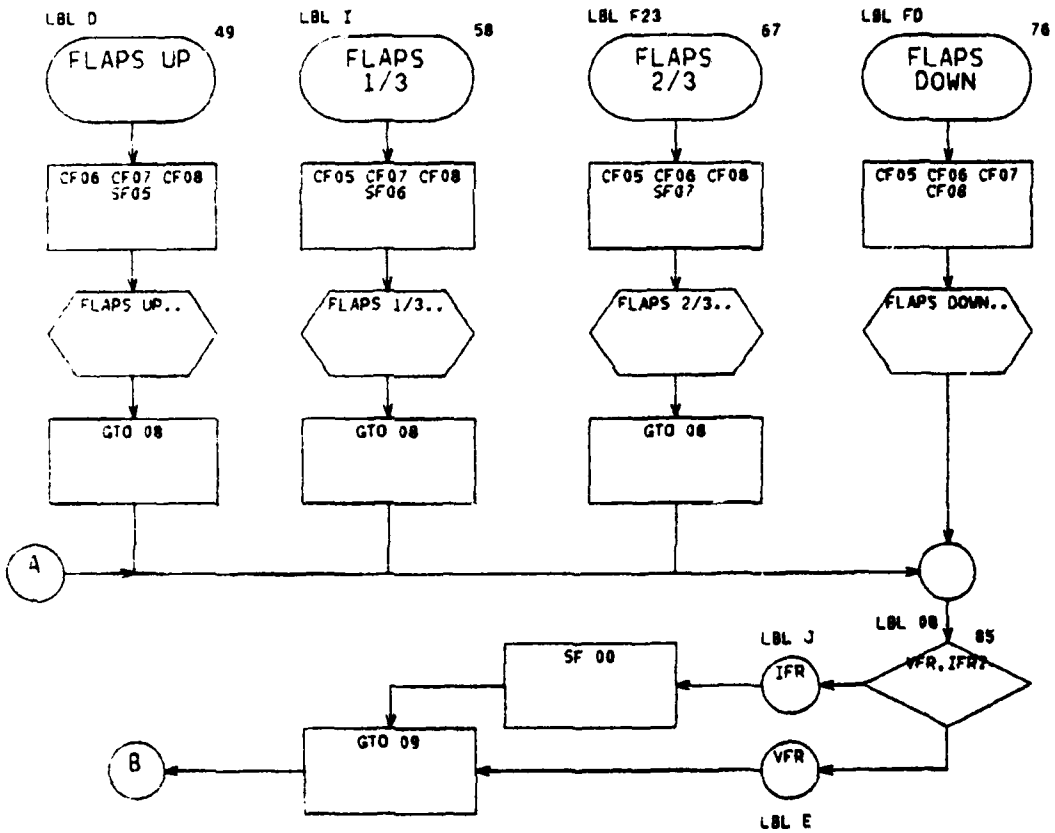 LBL D
49
FLAPS UP
CF06 CF07 CF08
SF05
FLAPS UP..
GTO 08
LBL I
58
FLAPS
1/3
CF05 CF07 CF08
SF06
FLAPS 1/3..
GTO 08
LBL F23
67
FLAPS
2/3
CF05 CF06 CF08
SF07
FLAPS 2/3..
GTO 08
LBL FD
76
FLAPS
DOWN
CF05 CF06 CF07
CF08
FLAPS DOWN..
A
LBL 08
85
VFR,IFR?
LBL J
IFR
SF 00
GTO 09
B
VFR
LBL E